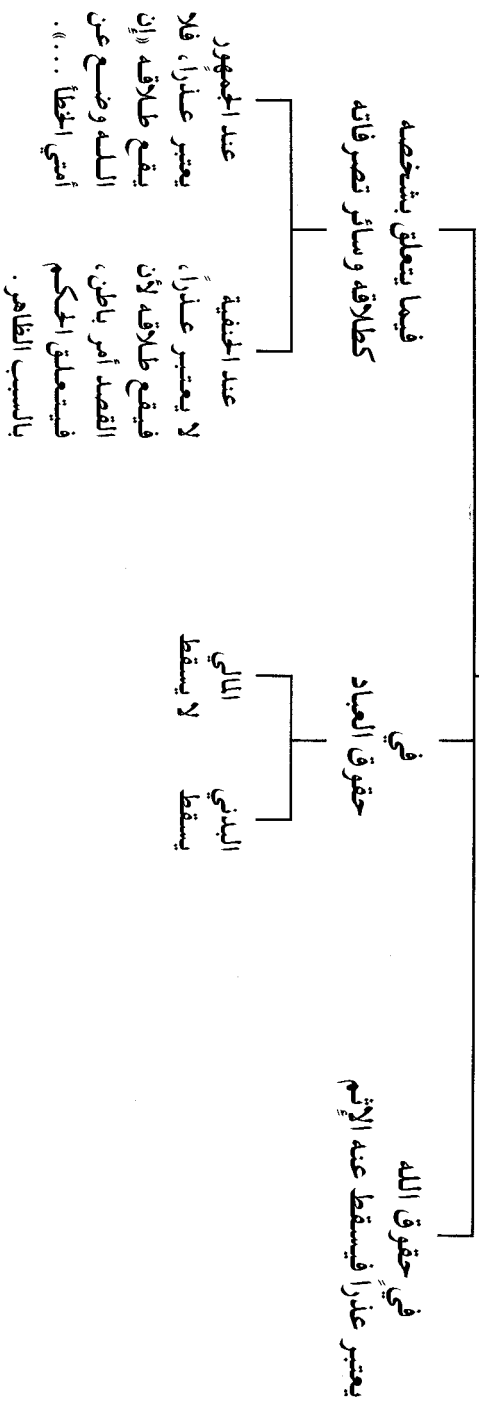 في حقوق الله
يعتبر عذرا فيسقط عنه الإثم
في
حقوق العباد
البدني
يسقط
المالي
لا يسقط
فيما يتعلق بشخصه
كطلاقه وسائر تصرفاته
عند الحنفية
لا يعتبر عذراً،
فيقع طلاقه لأن
القصد أمر باطن،
فيتعلق الحكم
بالسبب الظاهر.
عند الجمهور
يعتبر عذرا، فلا
يقع طلاقه «إن
الله وضع عن
أمتي الخطأ ...».